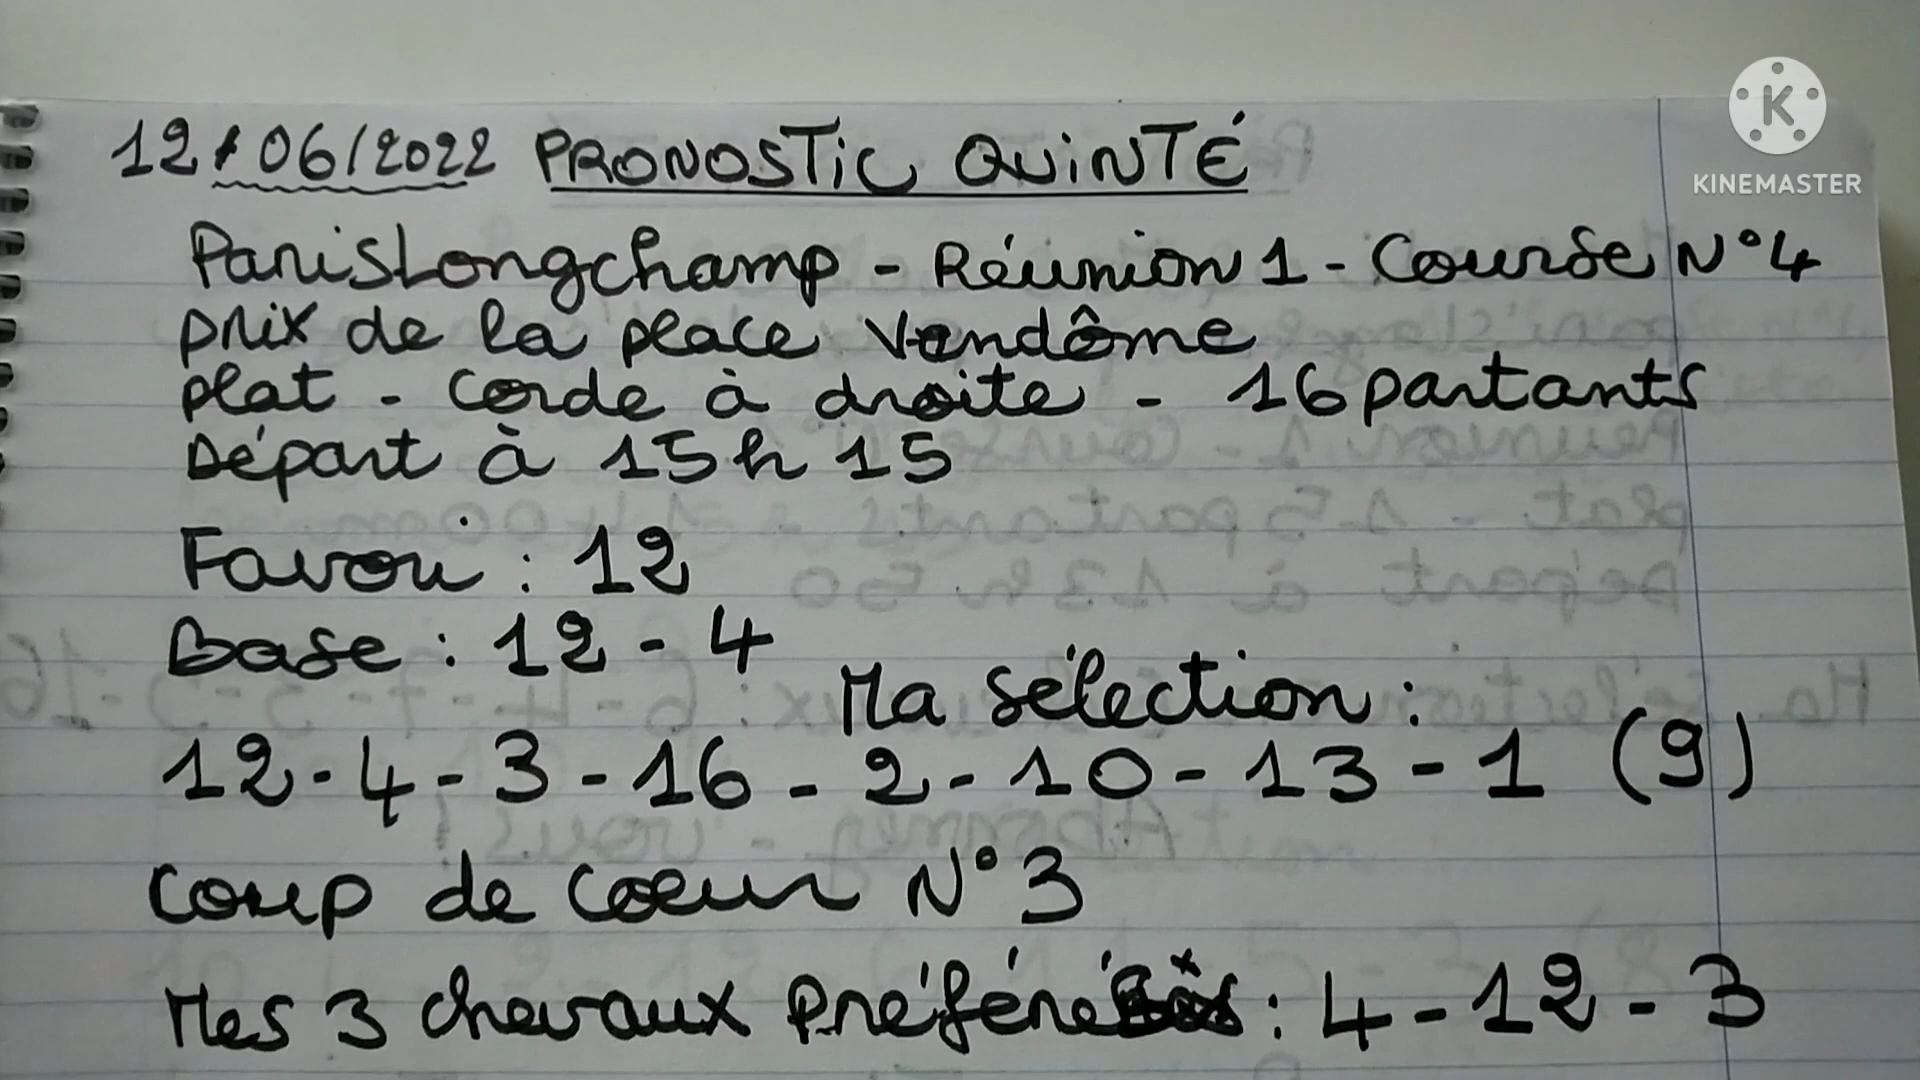 12/06/2022 PRONOSTIC QUINTÉ
K
KINEMASTER
ParisLongchamp - Réunion 1 - Course N°4
prix de la place Vendôme
plat - Corde à droite - 16 partants
Départ à 15h15
Favori : 12
Base : 12 - 4
Ma sélection :
12 - 4 - 3 - 16 - 2 - 10 - 13 - 1 (9)
Coup de coeur N°3
Mes 3 chevaux préférés : 4 - 12 - 3